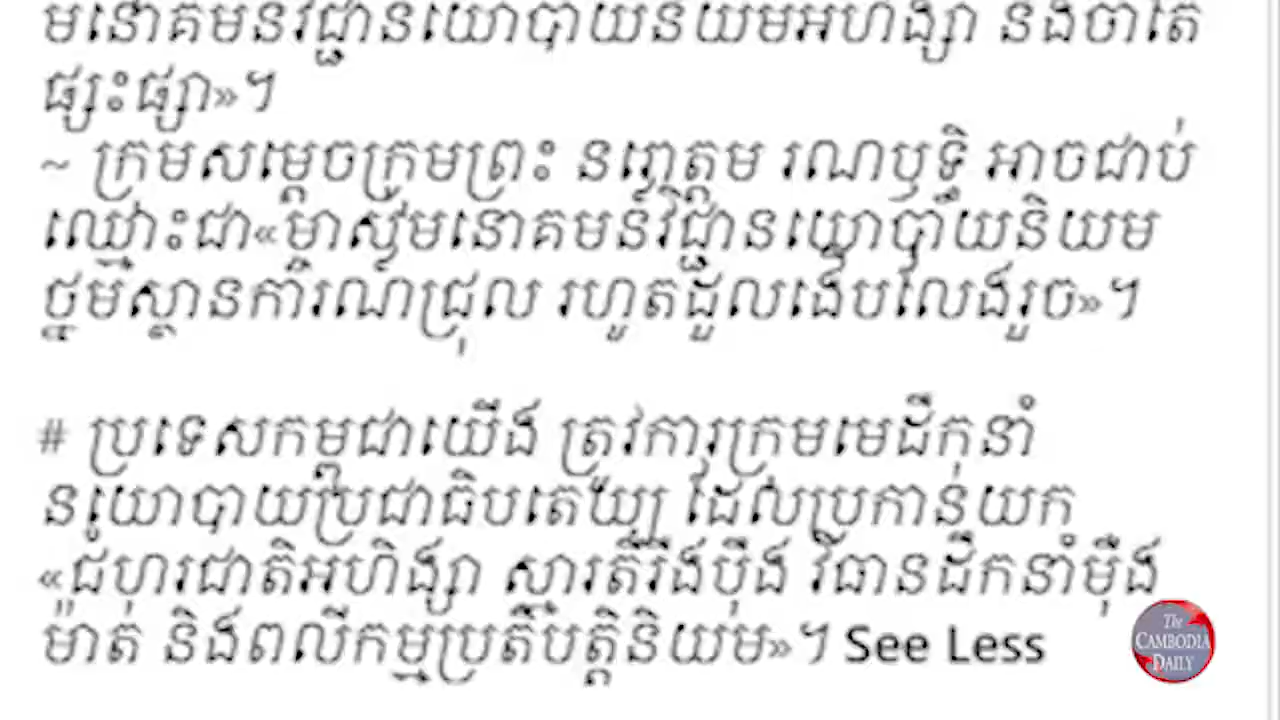 មនោគមនវិជ្ជានយោបាយនិយមអហិង្សា និងចាំតែ
ផ្សះផ្សា»។
~ ក្រុមសម្ដេចក្រុមព្រះ នរោត្តម រណឫទ្ធិ អាចជាប់
ឈ្មោះជា«ម្ចាស់មនោគមន៍វិជ្ជានយោបាយនិយម
ថ្នមស្ថានការណ៍ជ្រុល រហូតដួលងើបលែងរួច»។
# ប្រទេសកម្ពុជាយើង ត្រូវការក្រុមមេដឹកនាំ
នយោបាយប្រជាធិបតេយ្យ ដែលប្រកាន់យក
«ជំហរជាតិអហិង្សា ស្មារតីរឹងប៉ឹង វិធានដឹកនាំម៉ឺង
ម៉ាត់ និងពលីកម្មប្រតិបត្តិនិយម»។ See Less
The
CAMBODIA
DAILY